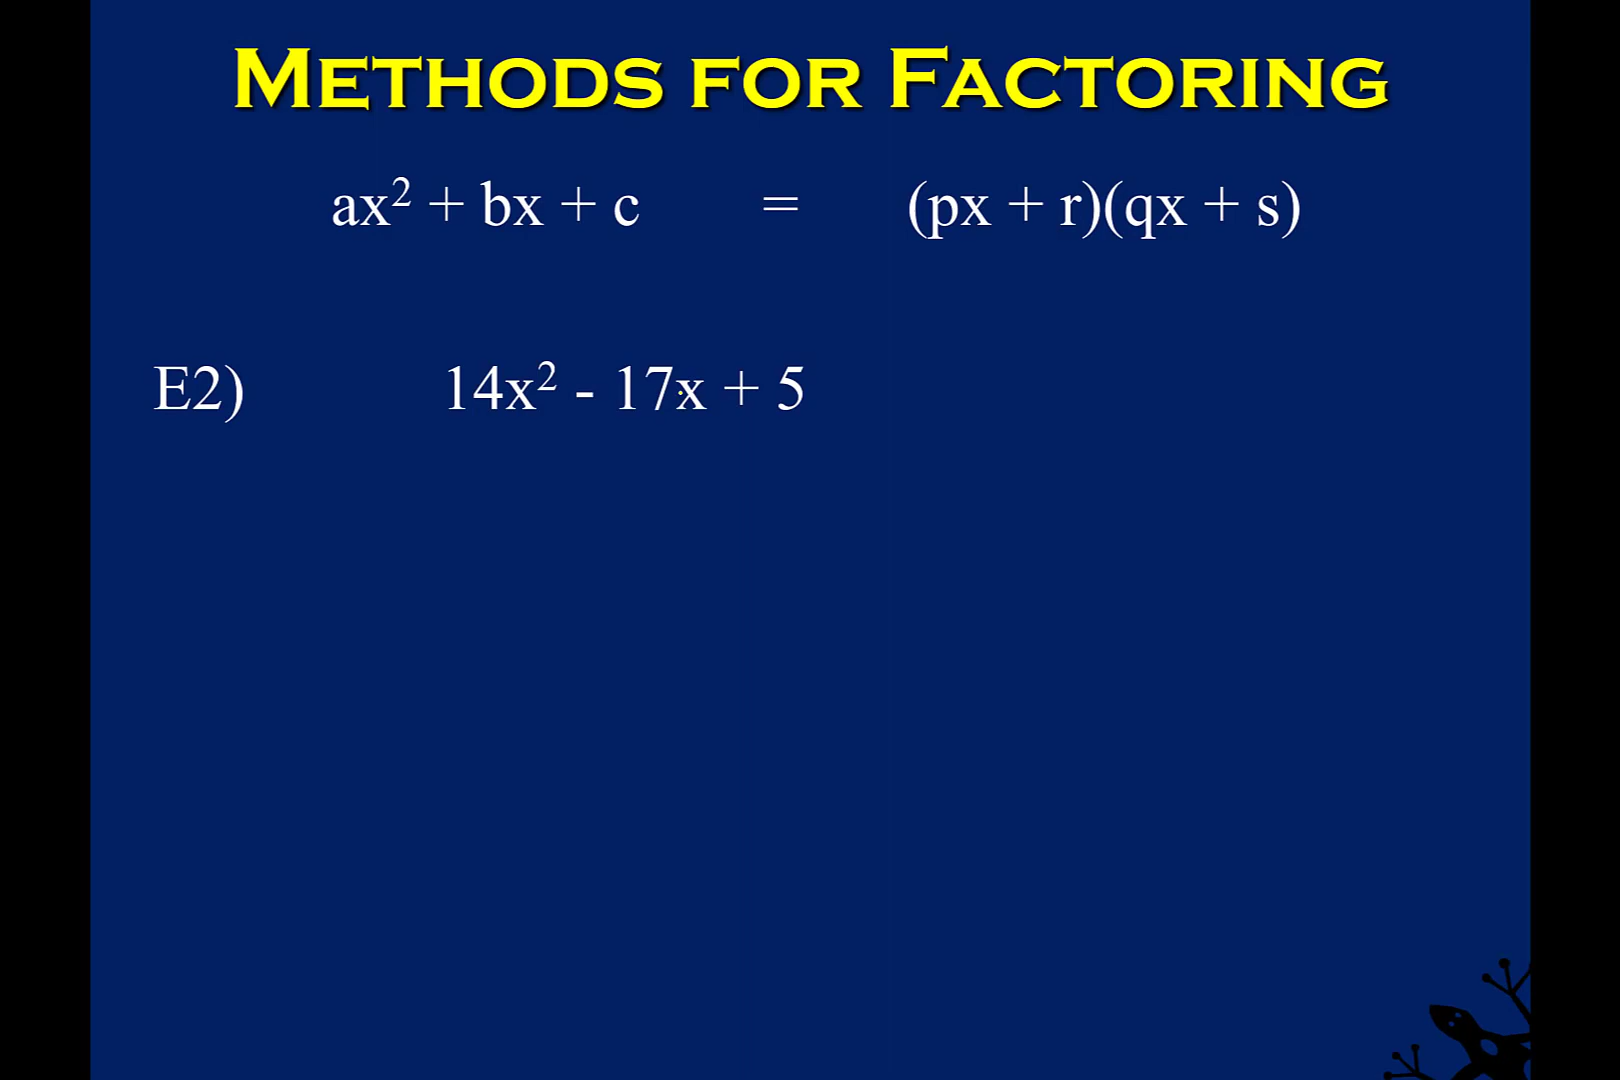 METHODS FOR FACTORING
ax² + bx + c = (px + r)(qx + s)
E2) 14x² - 17x + 5